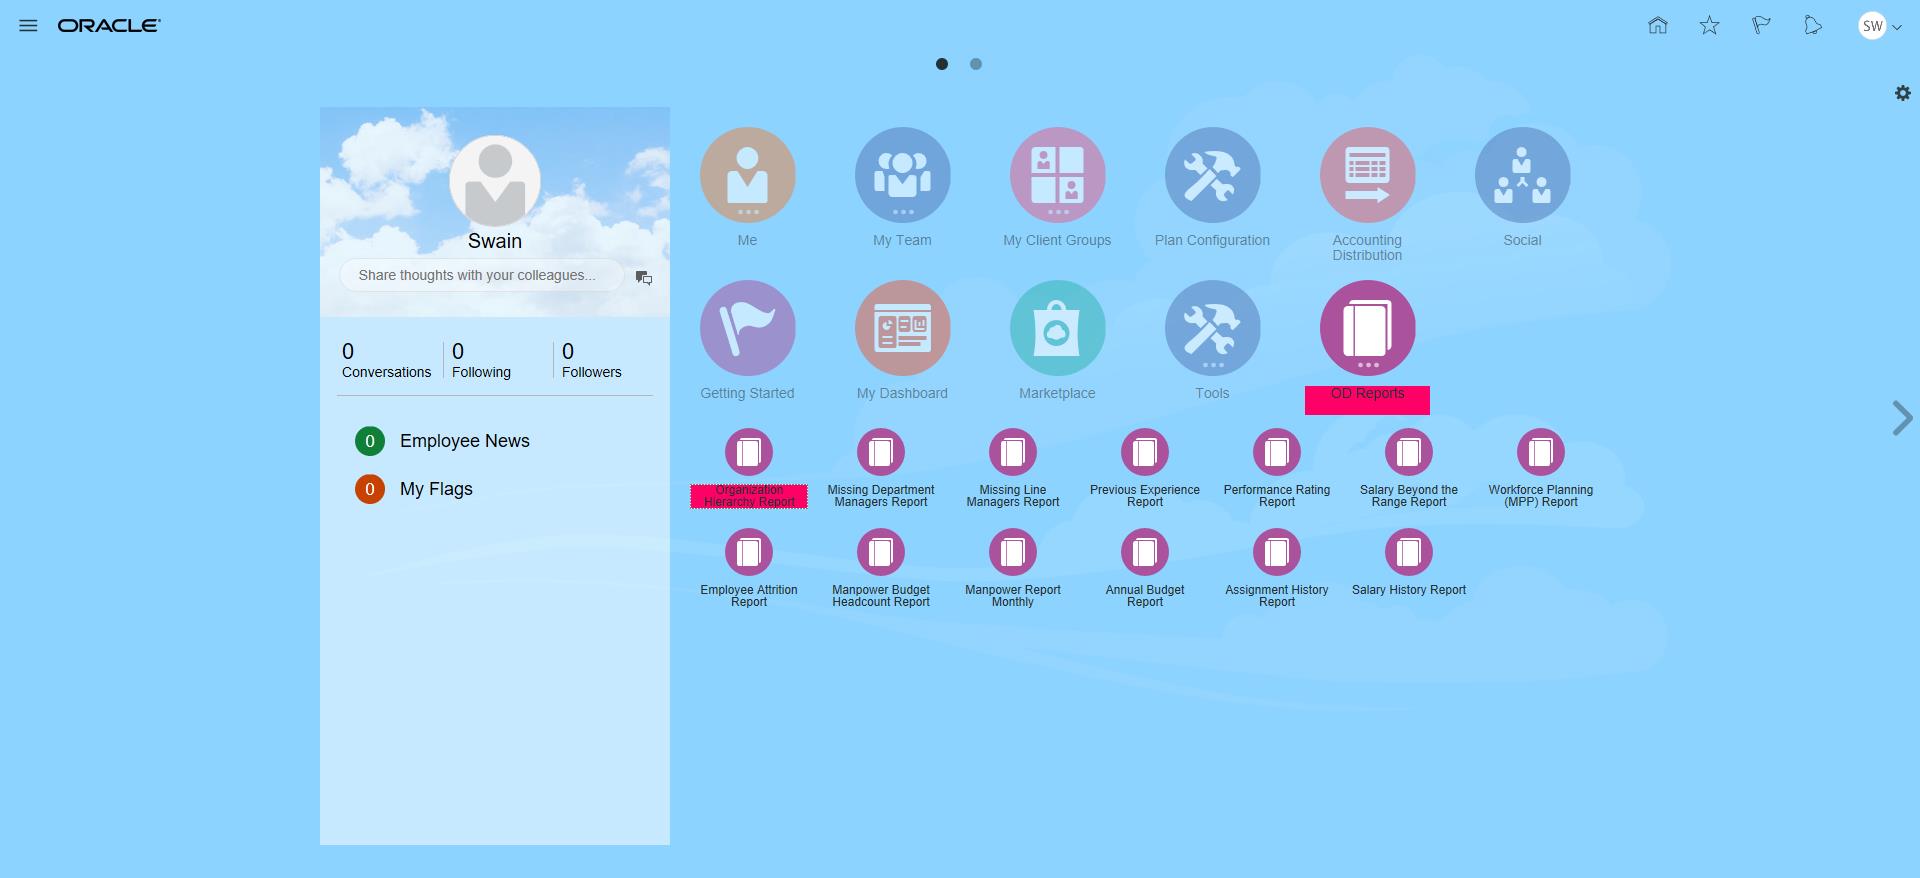 ORACLE
SW
Swain
Share thoughts with your colleagues...
0
Conversations
0
Following
0
Followers
0 Employee News
0 My Flags
Me
My Team
My Client Groups
Plan Configuration
Accounting
Distribution
Social
Getting Started
My Dashboard
Marketplace
Tools
OD Reports
Organization
Hierarchy Report
Missing Department
Managers Report
Missing Line
Managers Report
Previous Experience
Report
Performance Rating
Report
Salary Beyond the
Range Report
Workforce Planning
(MPP) Report
Employee Attrition
Report
Manpower Budget
Headcount Report
Manpower Report
Monthly
Annual Budget
Report
Assignment History
Report
Salary History Report